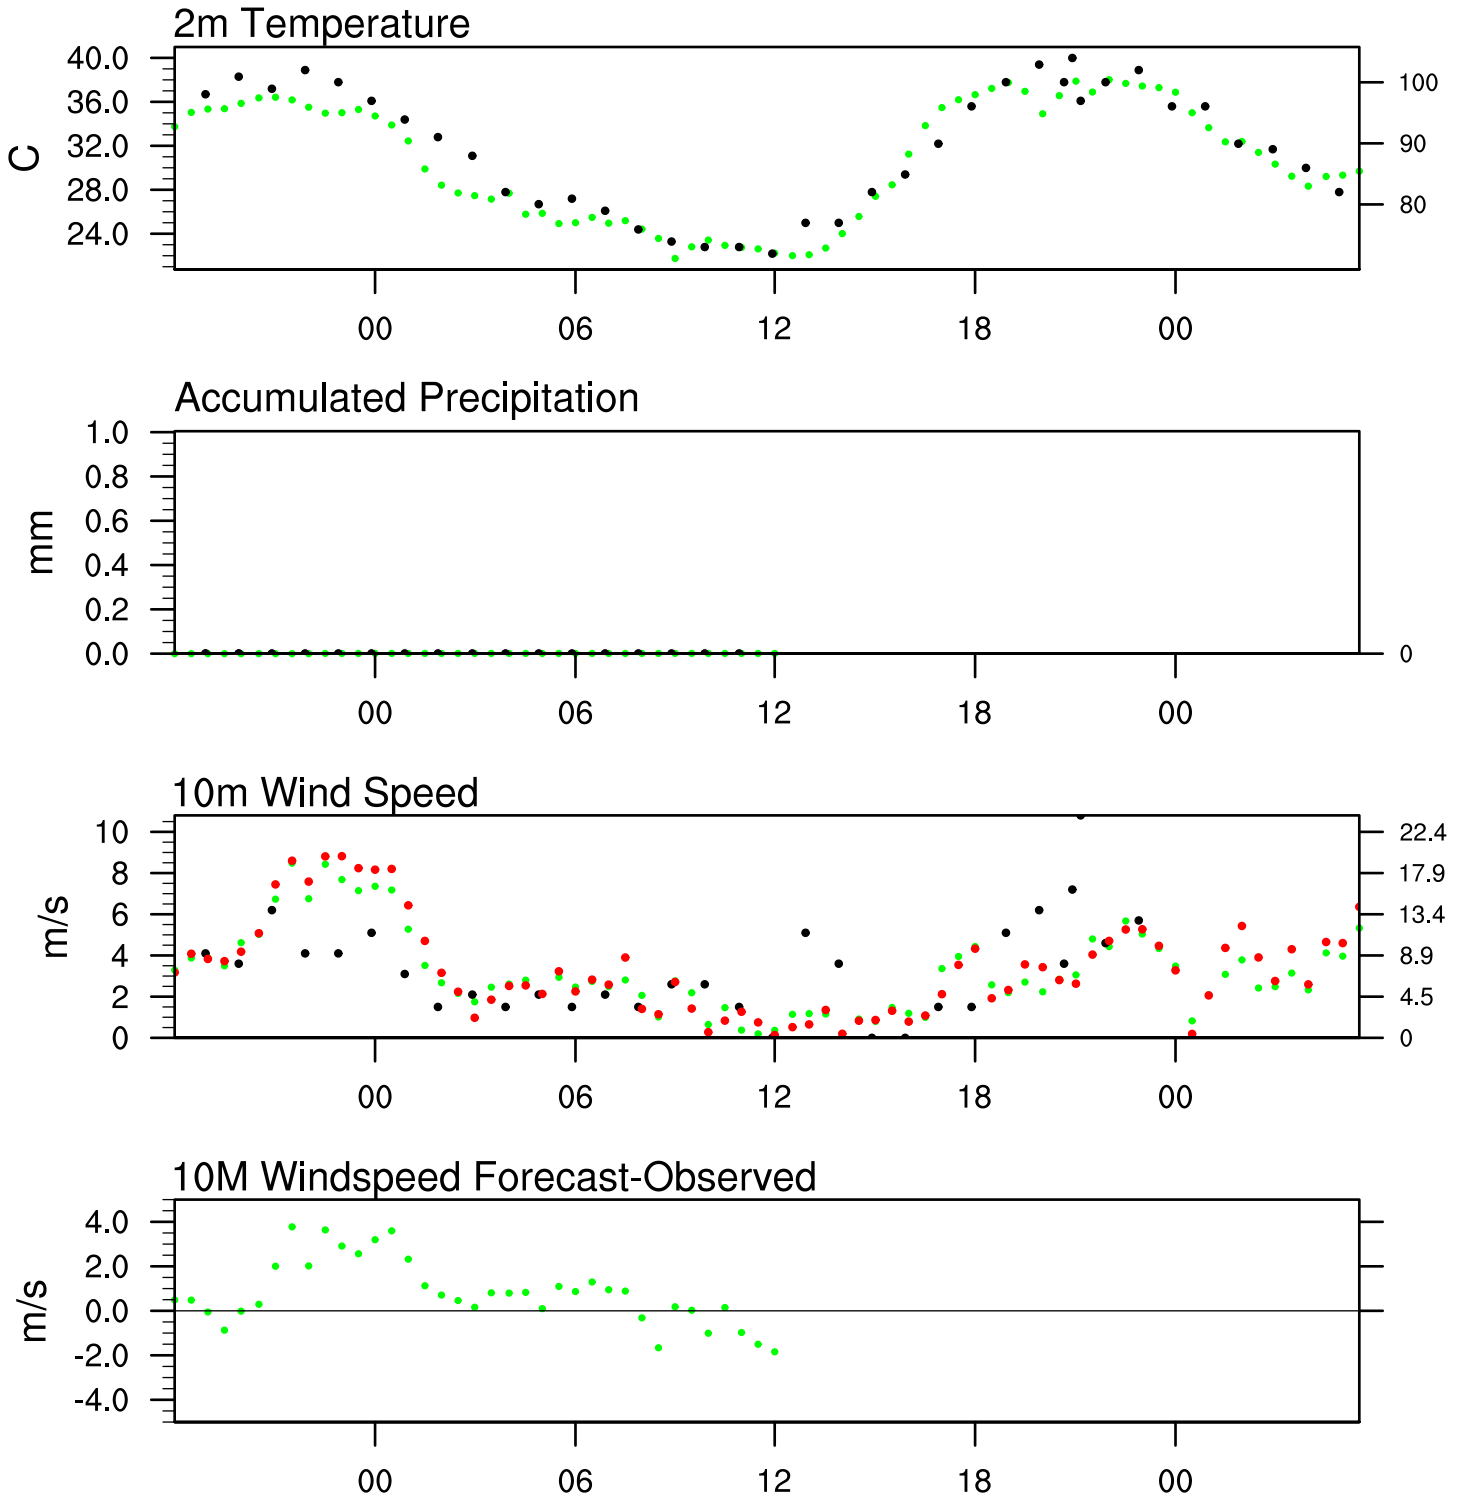 2m Temperature
40.0
36.0
32.0
28.0
24.0
C
100
90
80
00 06 12 18 00
Accumulated Precipitation
1.0
0.8
0.6
0.4
0.2
0.0
mm
0
00 06 12 18 00
10m Wind Speed
10
8
6
4
2
0
m/s
22.4
17.9
13.4
8.9
4.5
0
00 06 12 18 00
10M Windspeed Forecast-Observed
4.0
2.0
0.0
-2.0
-4.0
m/s
00 06 12 18 00